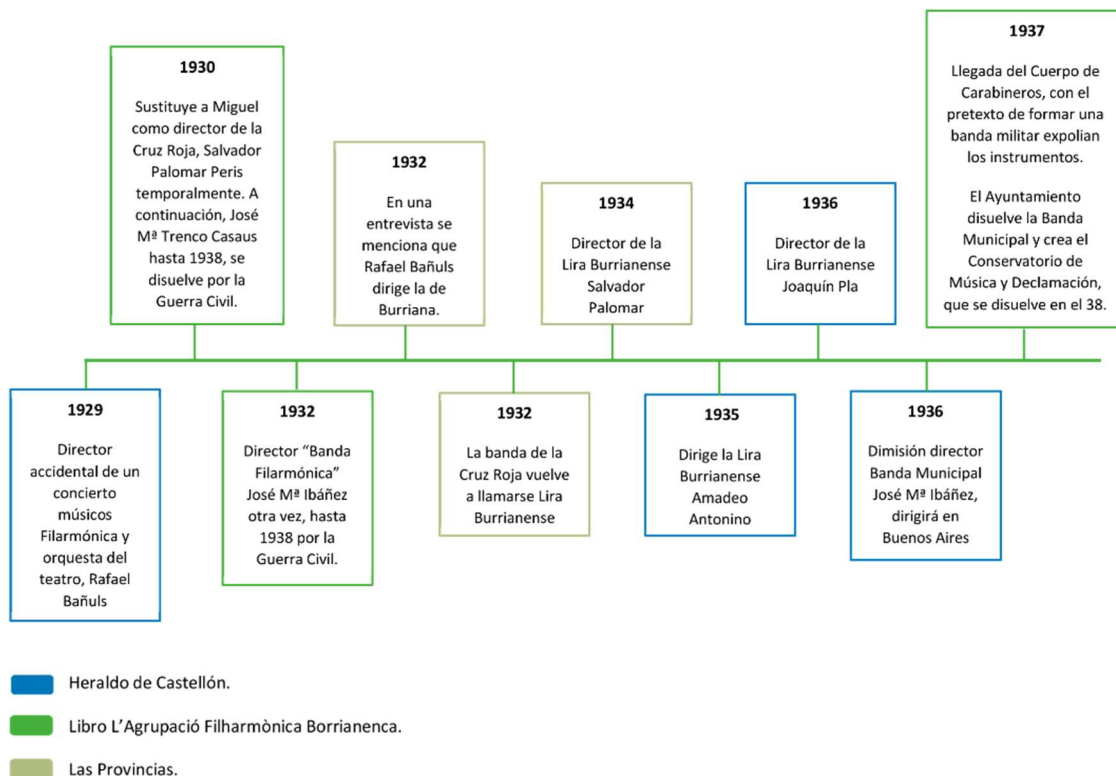 1930
Sustituye a Miguel
como director de la
Cruz Roja, Salvador
Palomar Peris
temporalmente. A
continuación, José
Mª Trenco Casaus
hasta 1938, se
disuelve por la
Guerra Civil.
1932
En una
entrevista se
menciona que
Rafael Bañuls
dirige la de
Burriana.
1934
Director de la
Lira Burrianense
Salvador
Palomar
1936
Director de la
Lira Burrianense
Joaquín Pla
1937
Llegada del Cuerpo de
Carabineros, con el
pretexto de formar una
banda militar expolian
los instrumentos.
El Ayuntamiento
disuelve la Banda
Municipal y crea el
Conservatorio de
Música y Declamación,
que se disuelve en el 38.
1929
Director
accidental de un
concierto
músicos
Filarmónica y
orquesta del
teatro, Rafael
Bañuls
1932
Director “Banda
Filarmónica”
José Mª Ibáñez
otra vez, hasta
1938 por la
Guerra Civil.
1932
La banda de la
Cruz Roja vuelve
a llamarse Lira
Burrianense
1935
Dirige la Lira
Burrianense
Amadeo
Antonino
1936
Dimisión director
Banda Municipal
José Mª Ibáñez,
dirigirá en
Buenos Aires
Heraldo de Castellón.
Libro L’Agrupació Filharmònica Borrianenca.
Las Provincias.